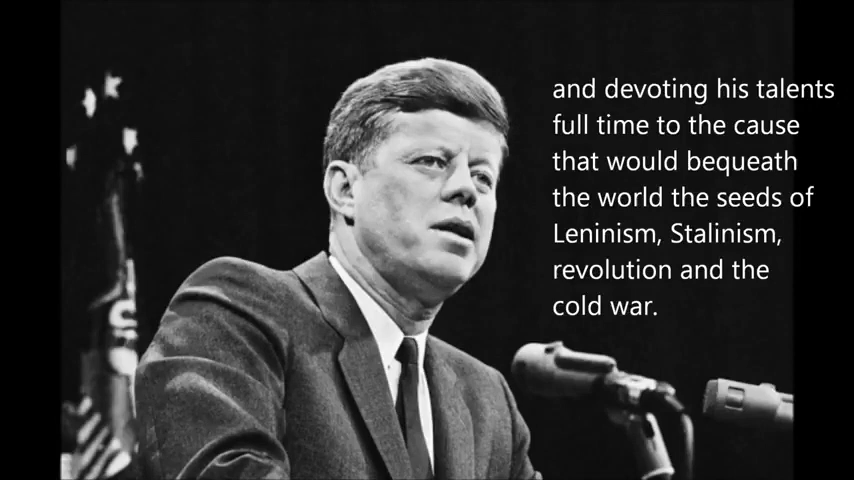 and devoting his talents
full time to the cause
that would bequeath
the world the seeds of
Leninism, Stalinism,
revolution and the
cold war.